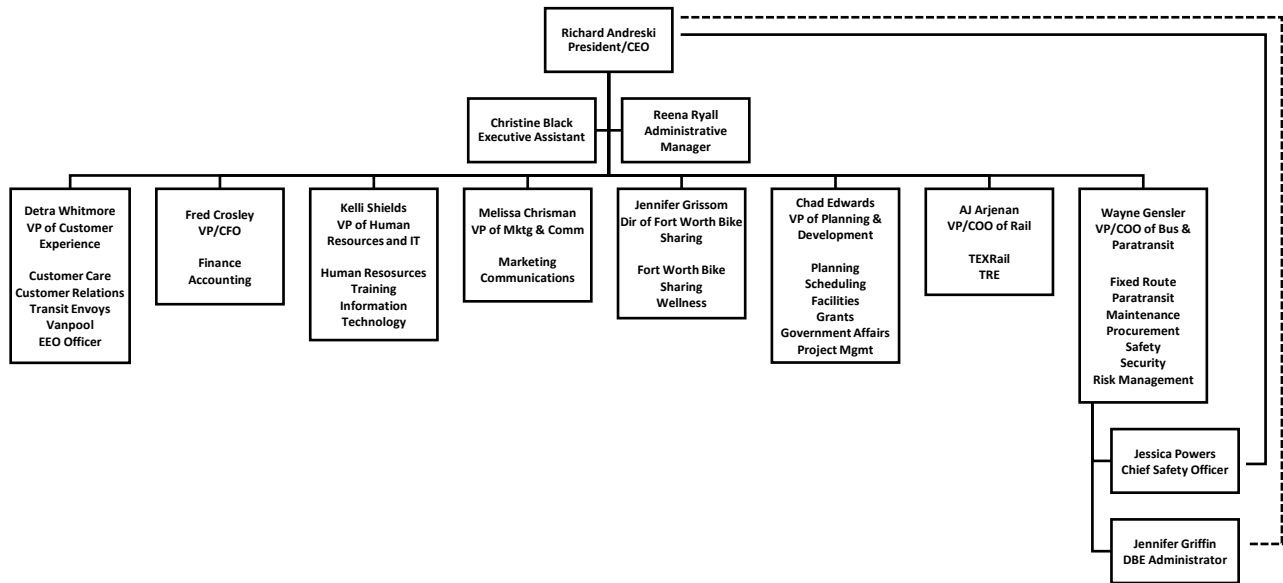 Richard Andreski
President/CEO
Christine Black
Executive Assistant
Reena Ryall
Administrative
Manager
Detra Whitmore
VP of Customer
Experience
Customer Care
Customer Relations
Transit Envoys
Vanpool
EEO Officer
Fred Crosley
VP/CFO
Finance
Accounting
Kelli Shields
VP of Human
Resources and IT
Human Resources
Training
Information
Technology
Melissa Chrisman
VP of Mktg & Comm
Marketing
Communications
Jennifer Grissom
Dir of Fort Worth Bike
Sharing
Fort Worth Bike
Sharing
Wellness
Chad Edwards
VP of Planning &
Development
Planning
Scheduling
Facilities
Grants
Government Affairs
Project Mgmt
AJ Arjenan
VP/COO of Rail
TEXRail
TRE
Wayne Gensler
VP/COO of Bus &
Paratransit
Fixed Route
Paratransit
Maintenance
Procurement
Safety
Security
Risk Management
Jessica Powers
Chief Safety Officer
Jennifer Griffin
DBE Administrator